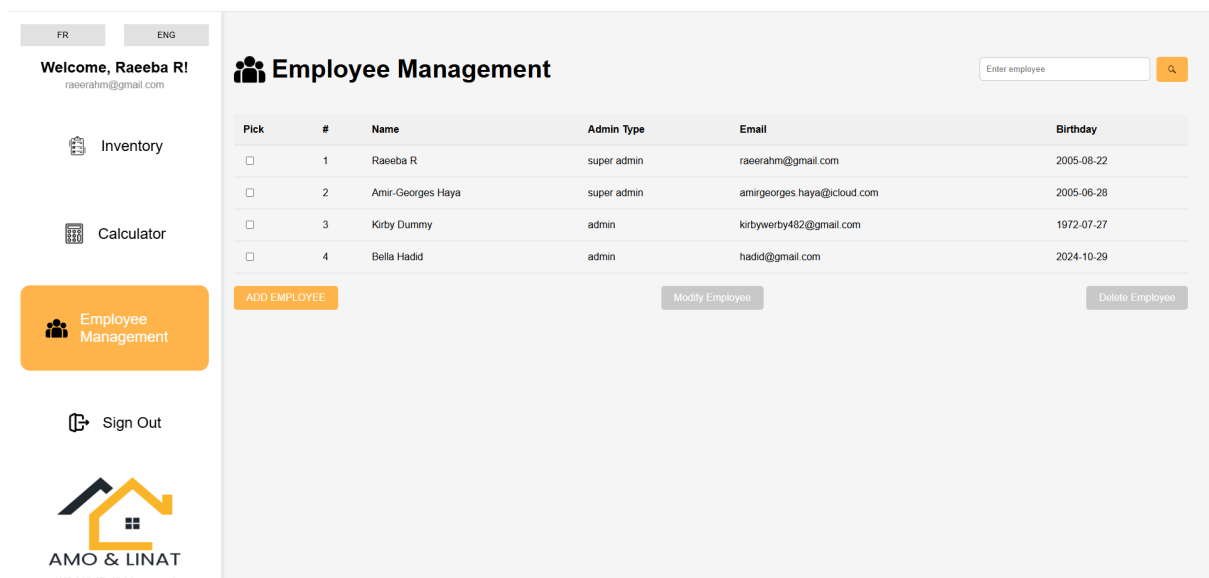 FR ENG
Welcome, Raeeba R!
raeerahm@gmail.com
Inventory
Calculator
Employee
Management
Sign Out
AMO & LINAT
Employee Management
Enter employee
Pick # Name Admin Type Email Birthday
1 Raeeba R super admin raeerahm@gmail.com 2005-08-22
2 Amir-Georges Haya super admin amirgeorges.haya@icloud.com 2005-06-28
3 Kirby Dummy admin kirbywerby482@gmail.com 1972-07-27
4 Bella Hadid admin hadid@gmail.com 2024-10-29
ADD EMPLOYEE Modify Employee Delete Employee